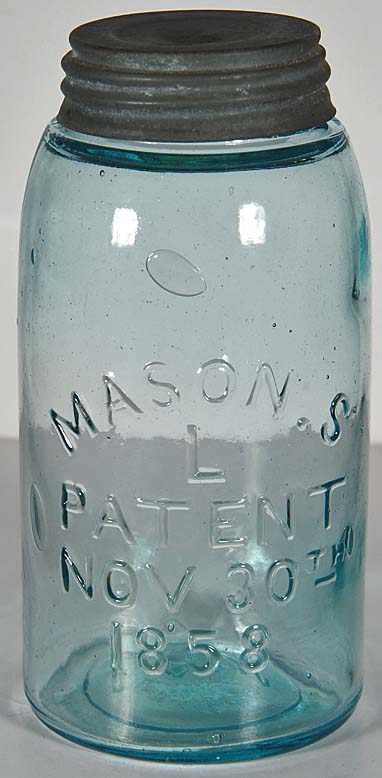 MASON.S
L
PATENT
NOV 30TH
1858